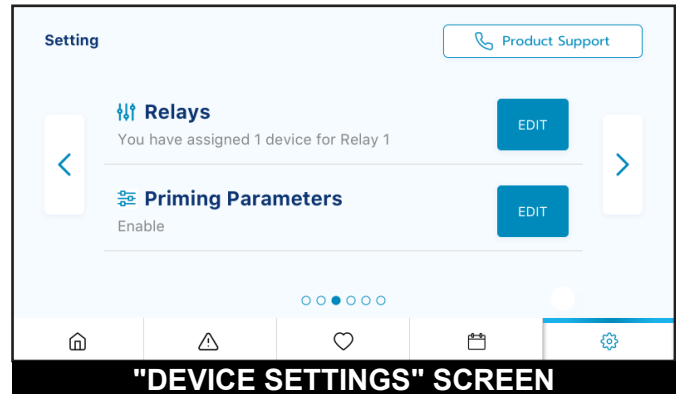 Setting
Product Support
Relays
You have assigned 1 device for Relay 1
EDIT
Priming Parameters
Enable
EDIT
"DEVICE SETTINGS" SCREEN